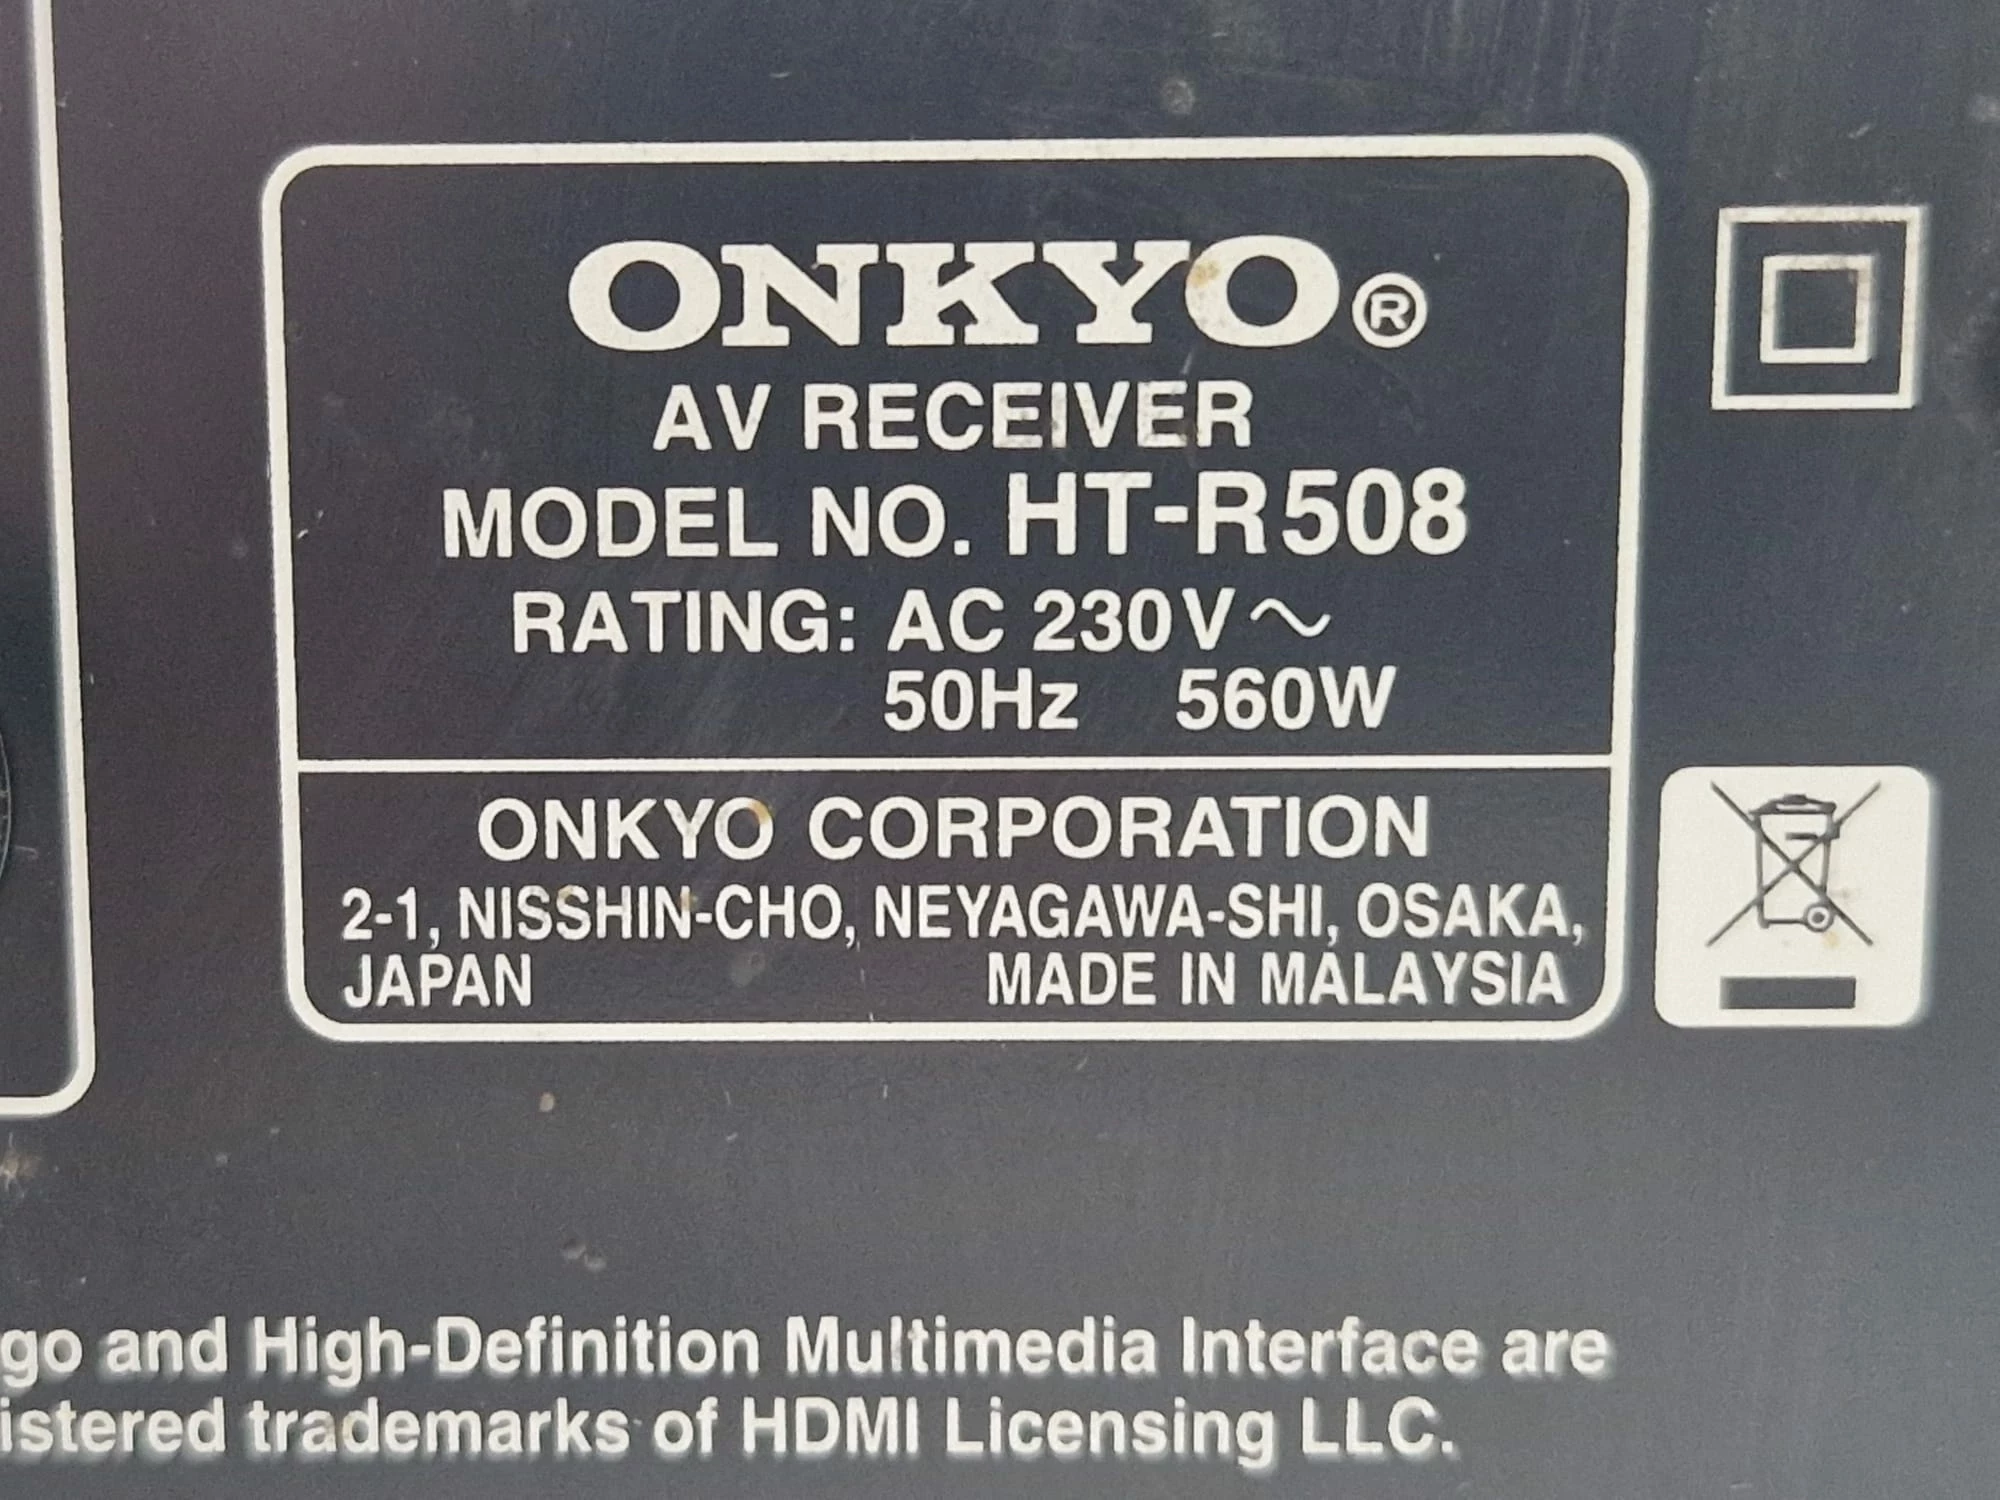 ONKYO®
AV RECEIVER
MODEL NO. HT-R508
RATING: AC 230V~
50Hz 560W
ONKYO CORPORATION
2-1, NISSHIN-CHO, NEYAGAWA-SHI, OSAKA,
JAPAN MADE IN MALAYSIA
go and High-Definition Multimedia Interface are
istered trademarks of HDMI Licensing LLC.